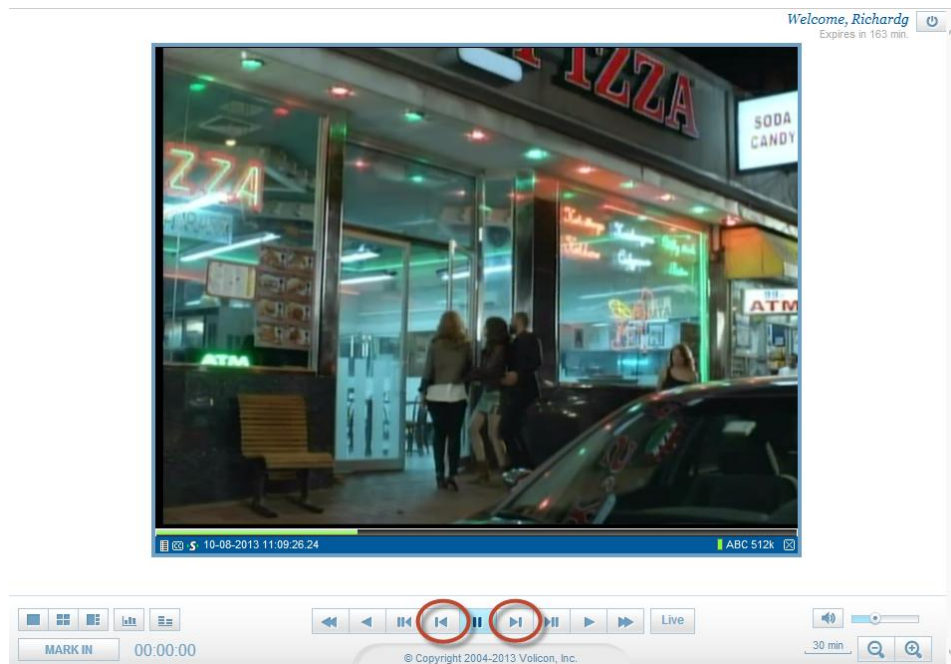 Welcome, Richardg
Expires in 163 min.
PIZZA
SODA
CANDY
ZZA
ATM
ATM
10-08-2013 11:09:26.24
ABC 512k
Live
MARK IN
00:00:00
© Copyright 2004-2013 Volicon, Inc.
30 min